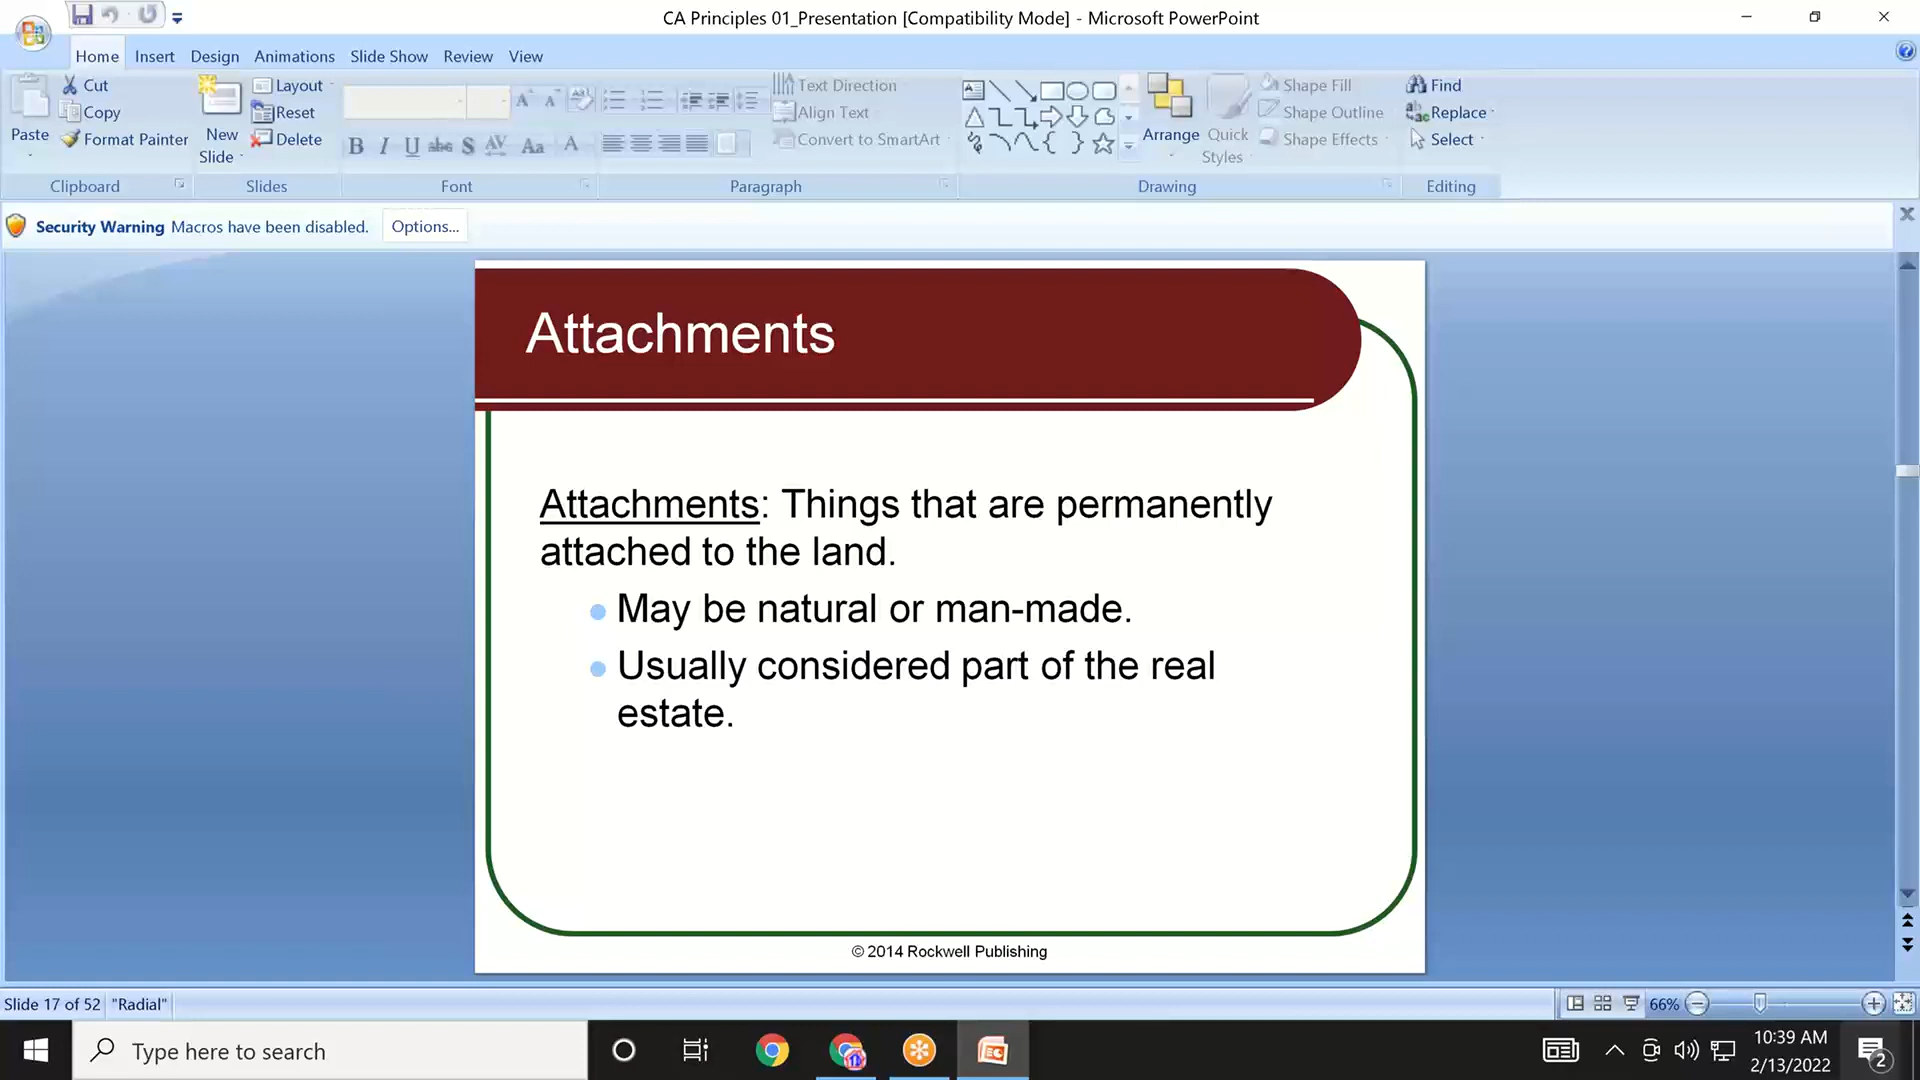 CA Principles 01_Presentation [Compatibility Mode] - Microsoft PowerPoint
Home Insert Design Animations Slide Show Review View
Paste
Cut
Copy
Format Painter
Clipboard
New
Slide
Layout
Reset
Delete
Slides
B I U abc S AV Aa A
Font
Text Direction
Align Text
Convert to SmartArt
Paragraph
Arrange
Quick
Styles
Shape Fill
Shape Outline
Shape Effects
Drawing
Find
Replace
Select
Editing
Security Warning Macros have been disabled. Options...
Attachments
Attachments: Things that are permanently
attached to the land.
May be natural or man-made.
Usually considered part of the real
estate.
© 2014 Rockwell Publishing
Slide 17 of 52 "Radial" 66%
Type here to search
10:39 AM
2/13/2022
2